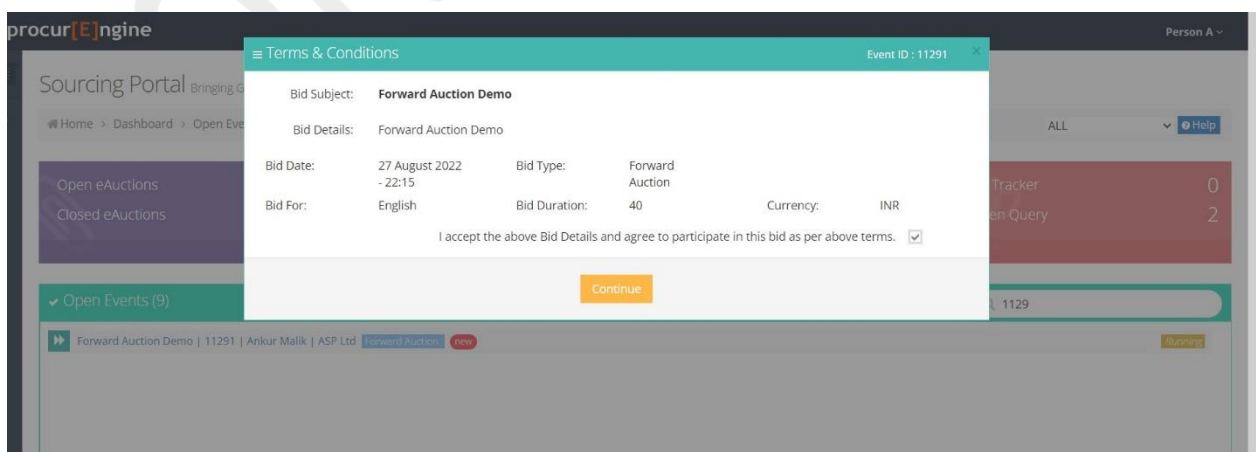 procur[E]ngine
Person A
Terms & Conditions Event ID : 11291 ×
Sourcing Portal Bringing G
Bid Subject: Forward Auction Demo
Home > Dashboard > Open Eve
Bid Details: Forward Auction Demo
ALL Help
Bid Date: 27 August 2022 - 22:15 Bid Type: Forward Auction
Bid For: English Bid Duration: 40 Currency: INR
I accept the above Bid Details and agree to participate in this bid as per above terms.
Continue
Open eAuctions
Closed eAuctions
Tracker 0
en Query 2
Open Events (9)
1129
Forward Auction Demo | 11291 | Ankur Malik | ASP Ltd Forward Auction new Running